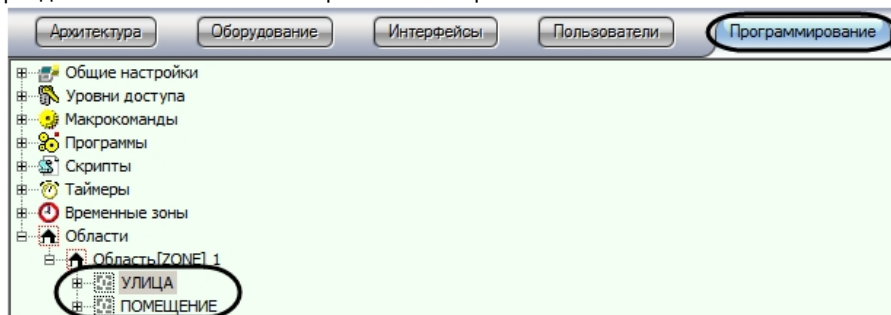 Архитектура Оборудование Интерфейсы Пользователи Программирование
Общие настройки
Уровни доступа
Макрокоманды
Программы
Скрипты
Таймеры
Временные зоны
Области
Область[ZONE] 1
УЛИЦА
ПОМЕЩЕНИЕ